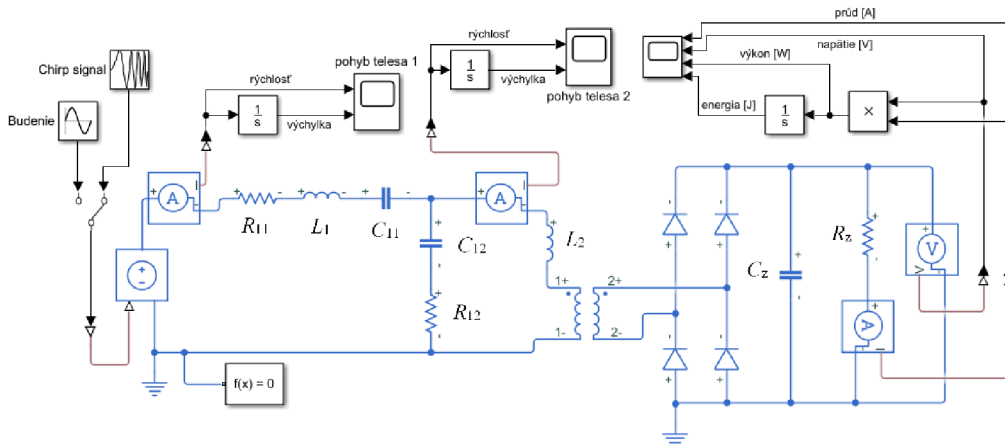 Chirp signal
Budenie
rýchlosť
výchylka
pohyb telesa 1
1
s
rýchlosť
výchylka
pohyb telesa 2
1
s
prúd [A]
napätie [V]
výkon [W]
energia [J]
1
s
×
A
I
+
-
R11
+
-
L1
+
-
C11
+
-
C12
+
-
R12
+
-
A
I
+
-
L2
+
1+
1-
2+
2-
Cz
+
-
Rz
+
-
V
V
+
-
A
I
+
-
f(x) = 0